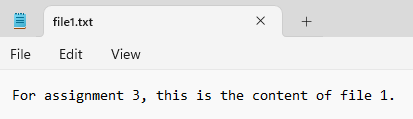 file1.txt
File Edit View
For assignment 3, this is the content of file 1.